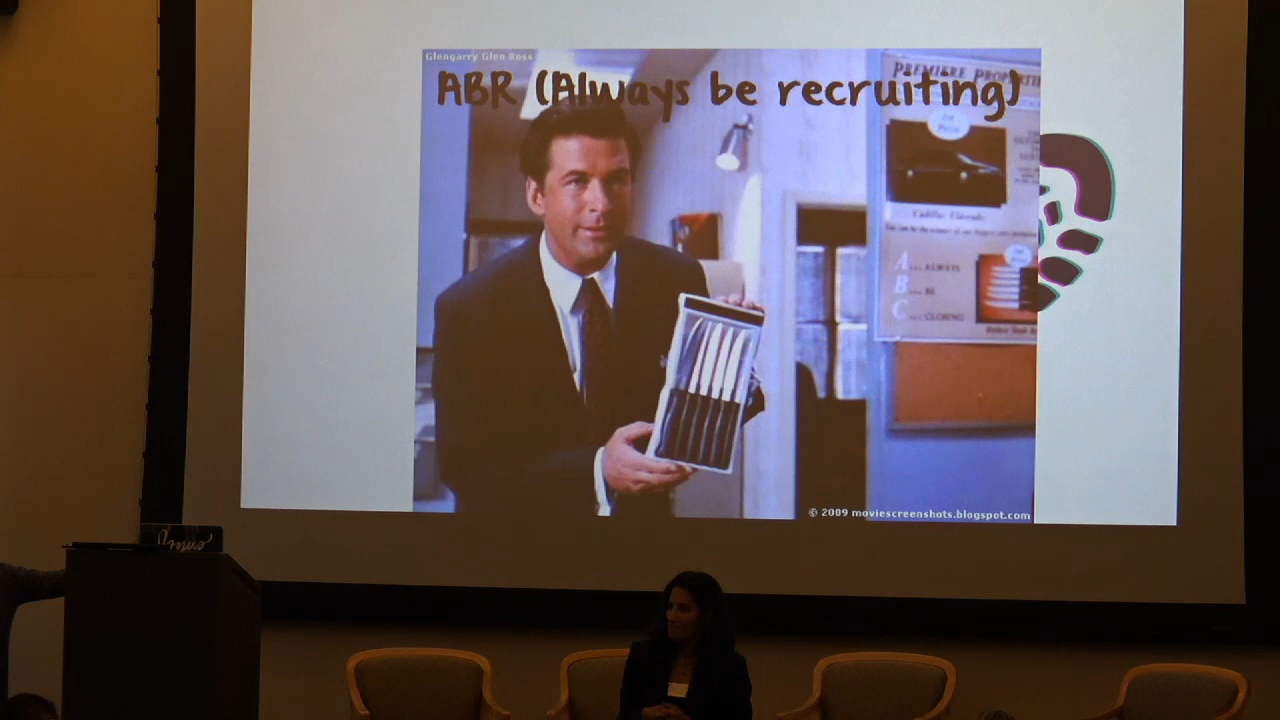 Glengarry Glen Ross
ABR (Always be recruiting)
PREMIERE PROPERTI
1st
Prize
Cadillac Eldorado
A... ALWAYS
B... BE
C... CLOSING
© 2009 moviescreenshots.blogspot.com